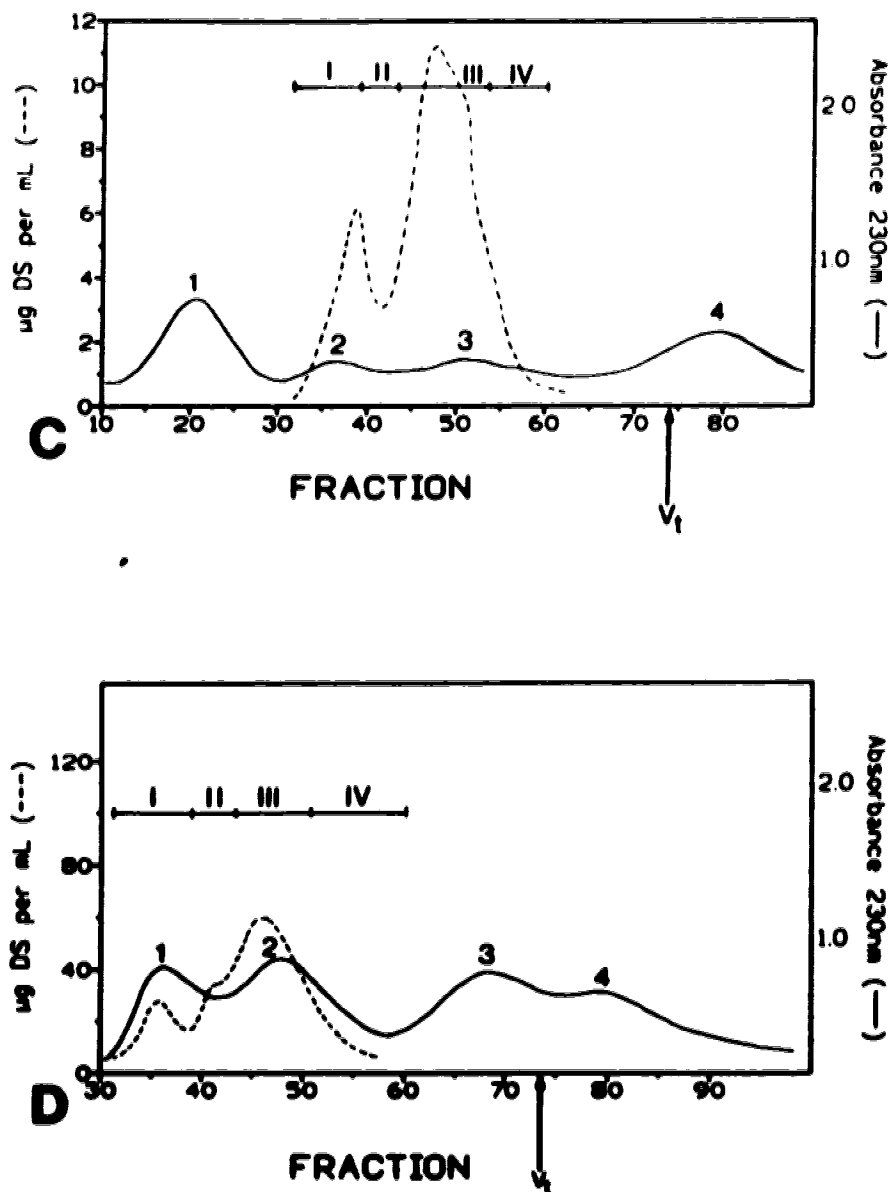 12
10
8
6
4
2
0
µg DS per mL (---)
I II III IV
1 2 3 4
2.0
1.0
Absorbance 230nm (—)
10 20 30 40 50 60 70 80
C
FRACTION
Vt
120
80
40
0
µg DS per mL (---)
I II III IV
1 2 3 4
2.0
1.0
Absorbance 230nm (—)
30 40 50 60 70 80 90
D
FRACTION
Vt